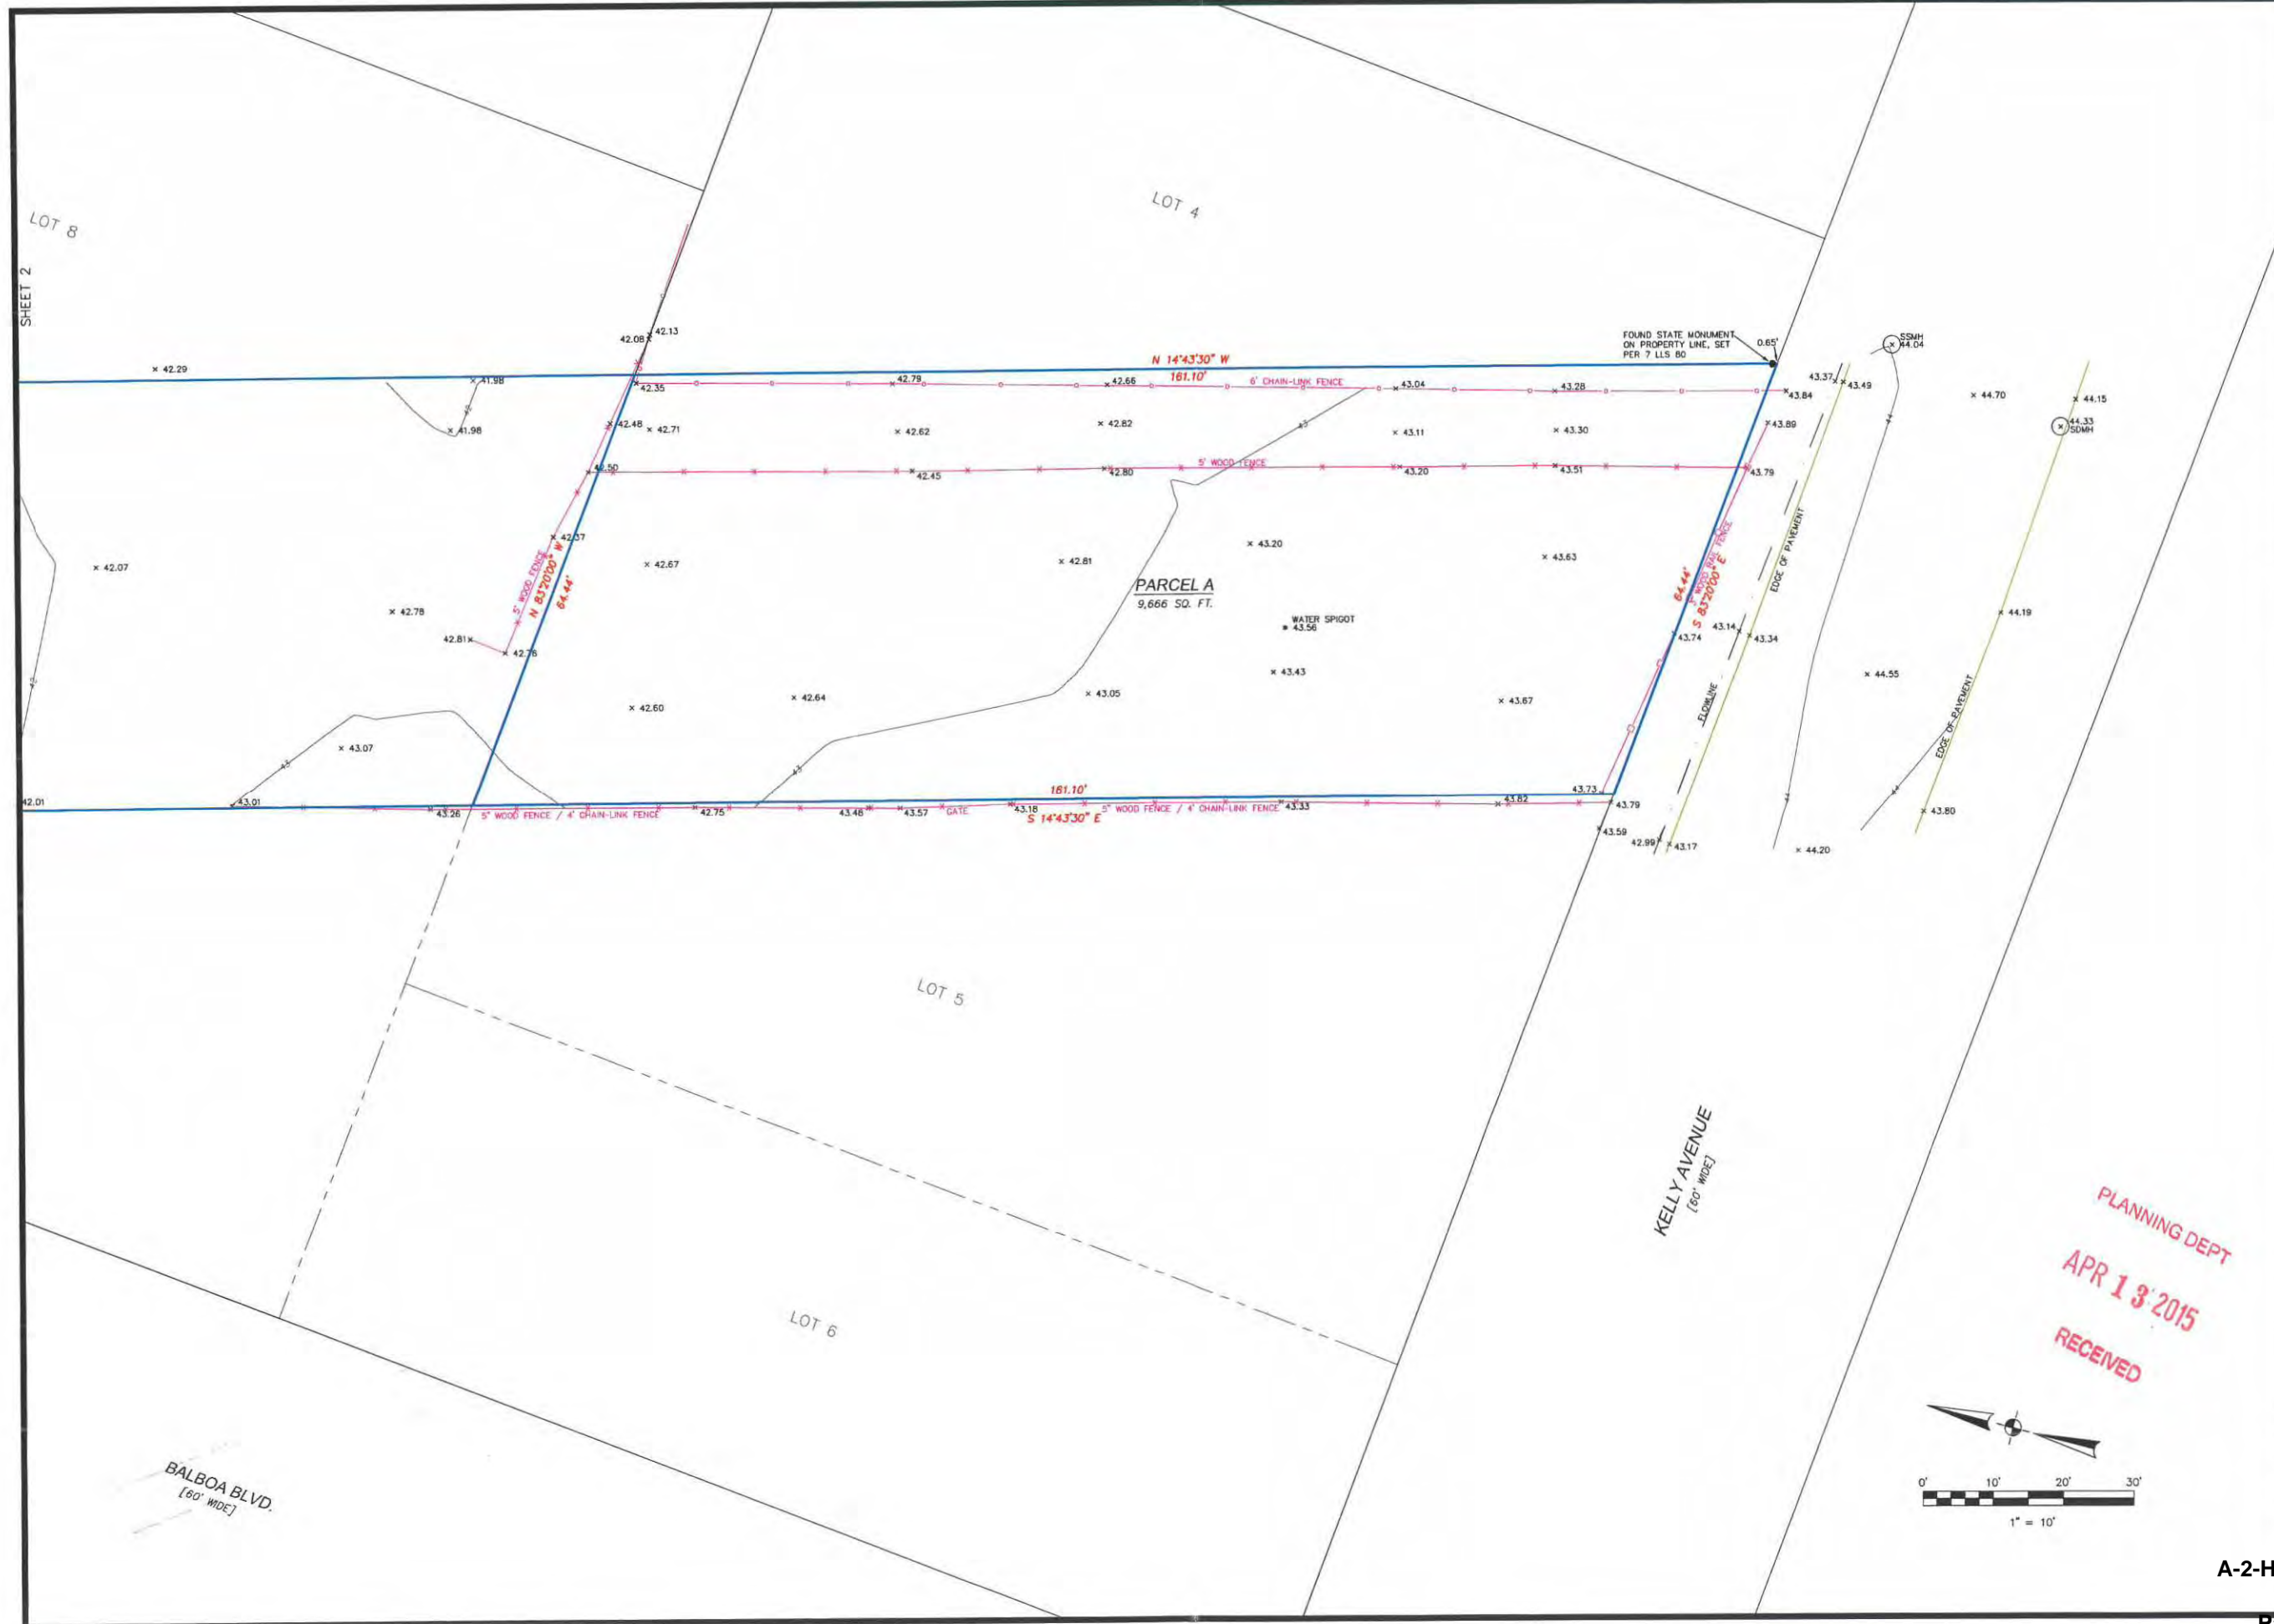 LOT 8
SHEET 2
LOT 4
42.13
42.08
FOUND STATE MONUMENT
ON PROPERTY LINE, SET
PER 7 LLS 80
0.65'
SSMH
44.04
N 14°43'30" W
161.10'
42.29
41.98
42.35
42.79
42.66
6' CHAIN-LINK FENCE
43.04
43.28
43.84
43.37
43.49
44.70
44.15
42
41.98
42.48
42.71
42.62
42.82
43
43.11
43.30
43.89
44
44.33
SDMH
42.50
42.45
42.80
5' WOOD FENCE
43.20
43.51
43.79
42.07
42.37
42.67
42.81
43.20
43.63
5' WOOD FENCE
N 83°20'00" W
64.44'
PARCEL A
9,666 SQ. FT.
WATER SPIGOT
43.56
64.44'
S 83°20'00" E
3' WOOD RAIL FENCE
EDGE OF PAVEMENT
44.19
42.78
42.81
42.76
43.74
43.14
43.34
42
43.43
44.55
42.60
42.64
43.05
43.67
FLOWLINE
EDGE OF PAVEMENT
43.07
43
43
44
43
42.01
43.01
43.26
5" WOOD FENCE / 4' CHAIN-LINK FENCE
42.75
43.48
43.57
GATE
43.18
161.10'
S 14°43'30" E
5" WOOD FENCE / 4' CHAIN-LINK FENCE
43.33
43.82
43.73
43.79
43.59
42.99
43.17
44.20
43.80
LOT 5
LOT 6
KELLY AVENUE
[60' WIDE]
BALBOA BLVD.
[60' WIDE]
PLANNING DEPT
APR 13 2015
RECEIVED
0' 10' 20' 30'
1" = 10'
A-2-H